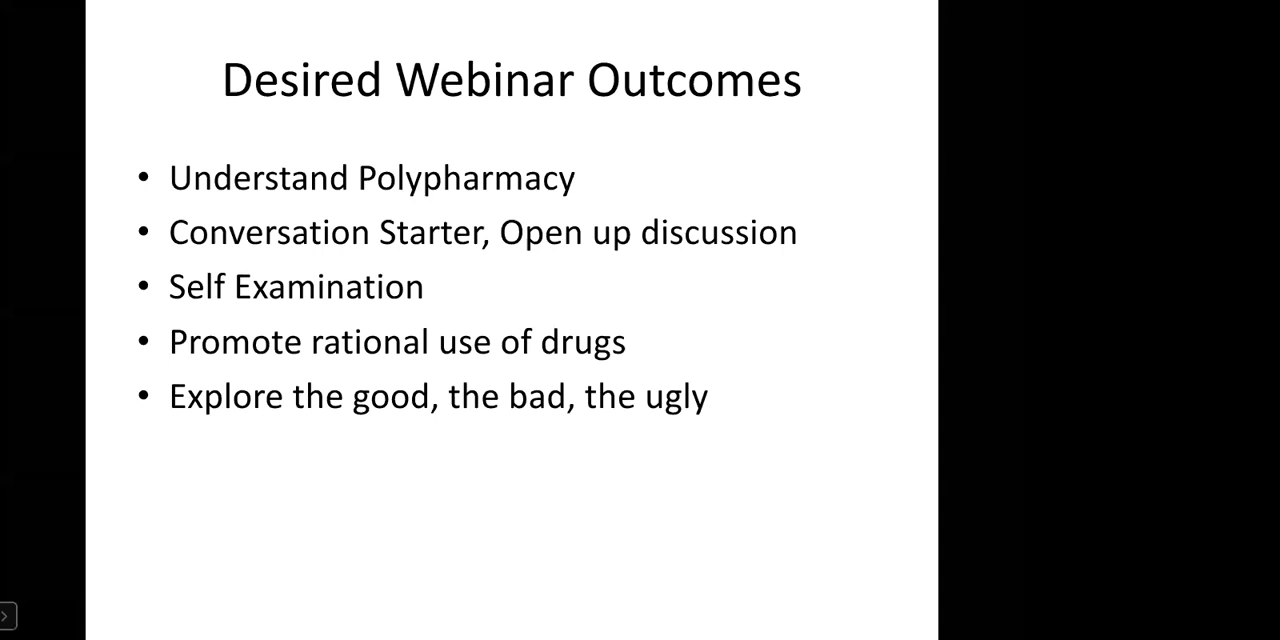 Desired Webinar Outcomes
• Understand Polypharmacy
• Conversation Starter, Open up discussion
• Self Examination
• Promote rational use of drugs
• Explore the good, the bad, the ugly